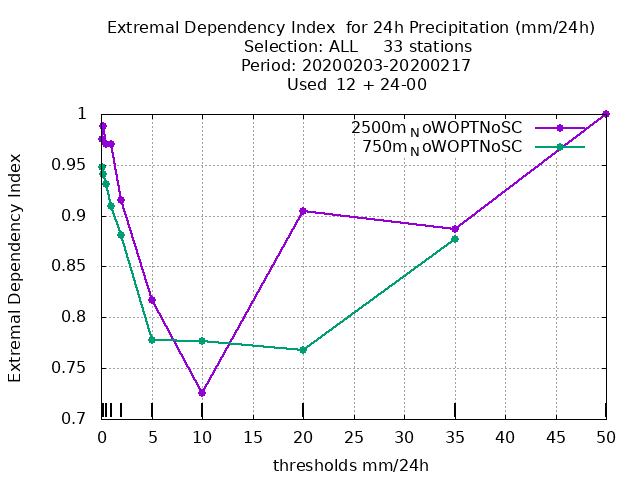 Extremal Dependency Index  for 24h Precipitation (mm/24h)
Selection: ALL     33 stations
Period: 20200203-20200217
Used  12 + 24-00
2500m_NoWOPTNoSC
750m_NoWOPTNoSC
Extremal Dependency Index
1
0.95
0.9
0.85
0.8
0.75
0.7
0 5 10 15 20 25 30 35 40 45 50
thresholds mm/24h